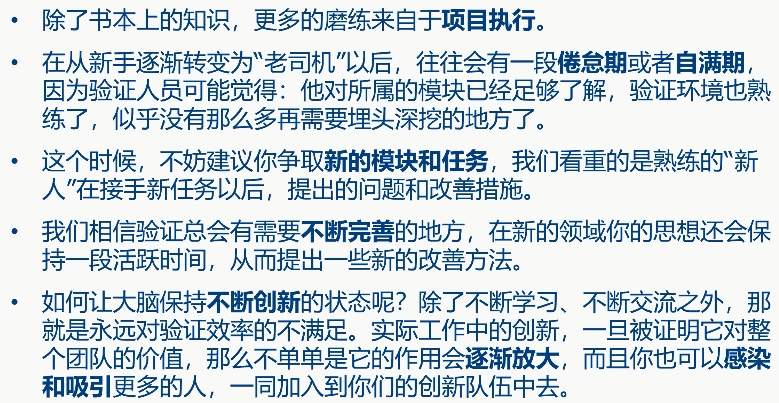 • 除了书本上的知识，更多的磨练来自于项目执行。
• 在从新手逐渐转变为“老司机”以后，往往会有一段倦怠期或者自满期，
因为验证人员可能觉得：他对所属的模块已经足够了解，验证环境也熟
练了，似乎没有那么多再需要埋头深挖的地方了。
• 这个时候，不妨建议你争取新的模块和任务，我们看重的是熟练的“新
人”在接手新任务以后，提出的问题和改善措施。
• 我们相信验证总会有需要不断完善的地方，在新的领域你的思想还会保
持一段活跃时间，从而提出一些新的改善方法。
• 如何让大脑保持不断创新的状态呢？除了不断学习、不断交流之外，那
就是永远对验证效率的不满足。实际工作中的创新，一旦被证明它对整
个团队的价值，那么不单单是它的作用会逐渐放大，而且你也可以感染
和吸引更多的人，一同加入到你们的创新队伍中去。